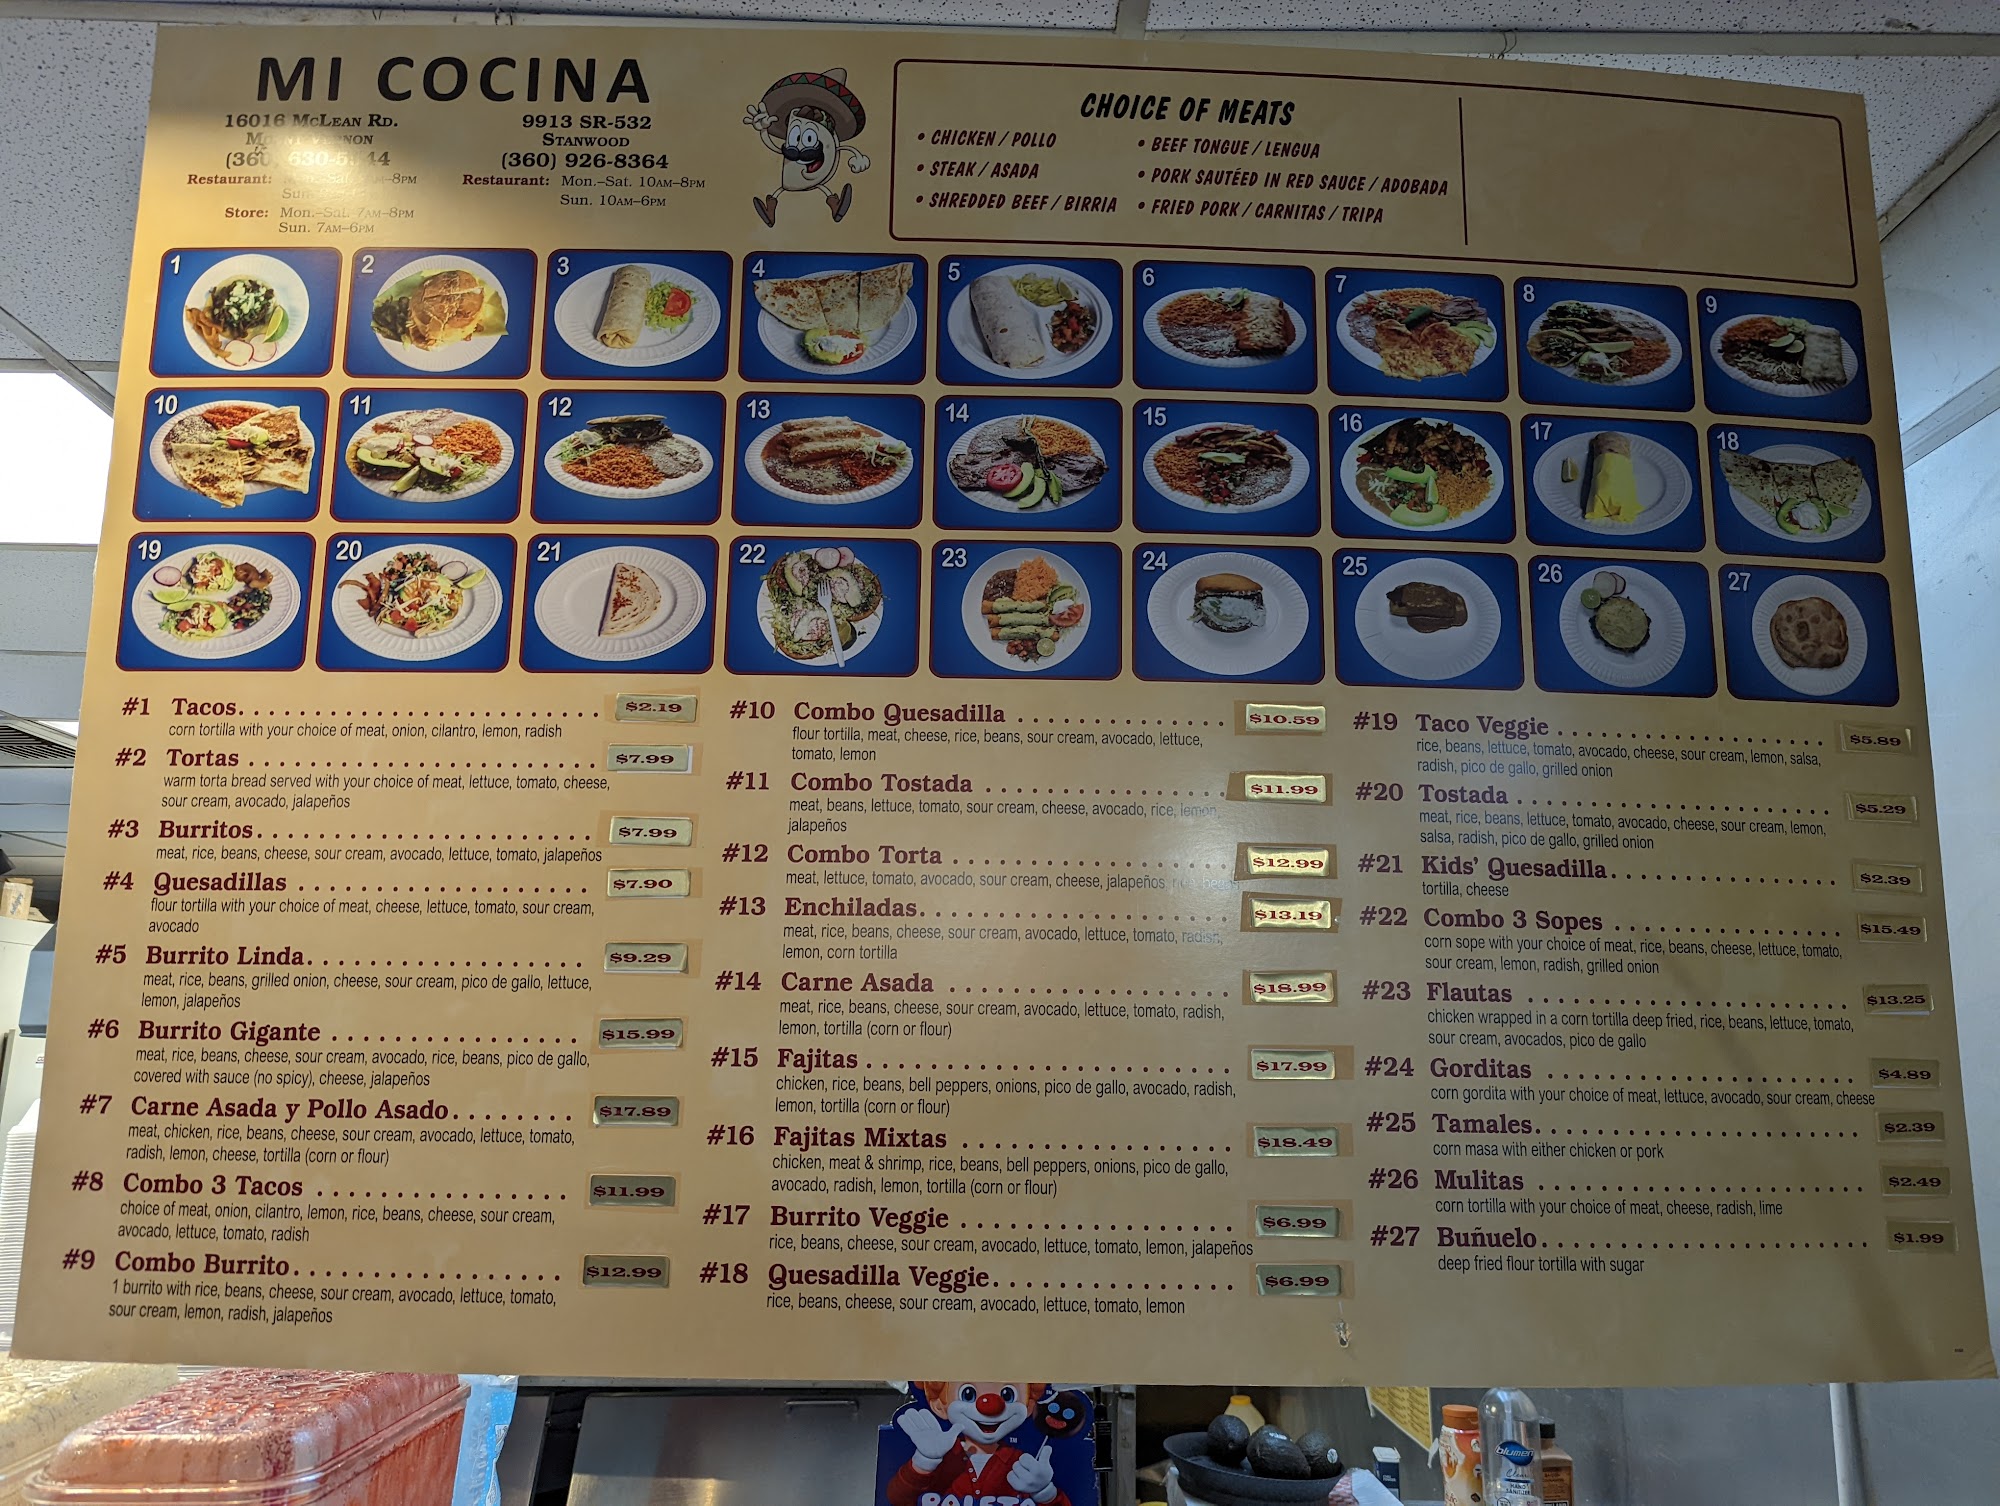 MI COCINA
16016 McLean Rd.
Mount Vernon
(360) 630-5544
Restaurant: Mon.–Sat. AM–8PM
Sun.
Store: Mon.–Sat. 7AM–8PM
Sun. 7AM–6PM
9913 SR-532
Stanwood
(360) 926-8364
Restaurant: Mon.–Sat. 10AM–8PM
Sun. 10AM–6PM
CHOICE OF MEATS
• CHICKEN / POLLO
• STEAK / ASADA
• SHREDDED BEEF / BIRRIA
• BEEF TONGUE / LENGUA
• PORK SAUTÉED IN RED SAUCE / ADOBADA
• FRIED PORK / CARNITAS / TRIPA
1 2 3 4 5 6 7 8 9
10 11 12 13 14 15 16 17 18
19 20 21 22 23 24 25 26 27
#1 Tacos $2.19
corn tortilla with your choice of meat, onion, cilantro, lemon, radish
#2 Tortas $7.99
warm torta bread served with your choice of meat, lettuce, tomato, cheese,
sour cream, avocado, jalapeños
#3 Burritos $7.99
meat, rice, beans, cheese, sour cream, avocado, lettuce, tomato, jalapeños
#4 Quesadillas $7.90
flour tortilla with your choice of meat, cheese, lettuce, tomato, sour cream,
avocado
#5 Burrito Linda $9.29
meat, rice, beans, grilled onion, cheese, sour cream, pico de gallo, lettuce,
lemon, jalapeños
#6 Burrito Gigante $15.99
meat, rice, beans, cheese, sour cream, avocado, rice, beans, pico de gallo,
covered with sauce (no spicy), cheese, jalapeños
#7 Carne Asada y Pollo Asado $17.89
meat, chicken, rice, beans, cheese, sour cream, avocado, lettuce, tomato,
radish, lemon, cheese, tortilla (corn or flour)
#8 Combo 3 Tacos $11.99
choice of meat, onion, cilantro, lemon, rice, beans, cheese, sour cream,
avocado, lettuce, tomato, radish
#9 Combo Burrito $12.99
1 burrito with rice, beans, cheese, sour cream, avocado, lettuce, tomato,
sour cream, lemon, radish, jalapeños
#10 Combo Quesadilla $10.59
flour tortilla, meat, cheese, rice, beans, sour cream, avocado, lettuce,
tomato, lemon
#11 Combo Tostada $11.99
meat, beans, lettuce, tomato, sour cream, cheese, avocado, rice, lemon,
jalapeños
#12 Combo Torta $12.99
meat, lettuce, tomato, avocado, sour cream, cheese, jalapeños, rice, beans
#13 Enchiladas $13.19
meat, rice, beans, cheese, sour cream, avocado, lettuce, tomato, radish,
lemon, corn tortilla
#14 Carne Asada $18.99
meat, rice, beans, cheese, sour cream, avocado, lettuce, tomato, radish,
lemon, tortilla (corn or flour)
#15 Fajitas $17.99
chicken, rice, beans, bell peppers, onions, pico de gallo, avocado, radish,
lemon, tortilla (corn or flour)
#16 Fajitas Mixtas $18.49
chicken, meat & shrimp, rice, beans, bell peppers, onions, pico de gallo,
avocado, radish, lemon, tortilla (corn or flour)
#17 Burrito Veggie $6.99
rice, beans, cheese, sour cream, avocado, lettuce, tomato, lemon, jalapeños
#18 Quesadilla Veggie $6.99
rice, beans, cheese, sour cream, avocado, lettuce, tomato, lemon
#19 Taco Veggie $5.89
rice, beans, lettuce, tomato, avocado, cheese, sour cream, lemon, salsa,
radish, pico de gallo, grilled onion
#20 Tostada $5.29
meat, rice, beans, lettuce, tomato, avocado, cheese, sour cream, lemon,
salsa, radish, pico de gallo, grilled onion
#21 Kids' Quesadilla $2.39
tortilla, cheese
#22 Combo 3 Sopes $15.49
corn sope with your choice of meat, rice, beans, cheese, lettuce, tomato,
sour cream, lemon, radish, grilled onion
#23 Flautas $13.25
chicken wrapped in a corn tortilla deep fried, rice, beans, lettuce, tomato,
sour cream, avocados, pico de gallo
#24 Gorditas $4.89
corn gordita with your choice of meat, lettuce, avocado, sour cream, cheese
#25 Tamales $2.39
corn masa with either chicken or pork
#26 Mulitas $2.49
corn tortilla with your choice of meat, cheese, radish, lime
#27 Buñuelo $1.99
deep fried flour tortilla with sugar
PALETA
blumen
HAND